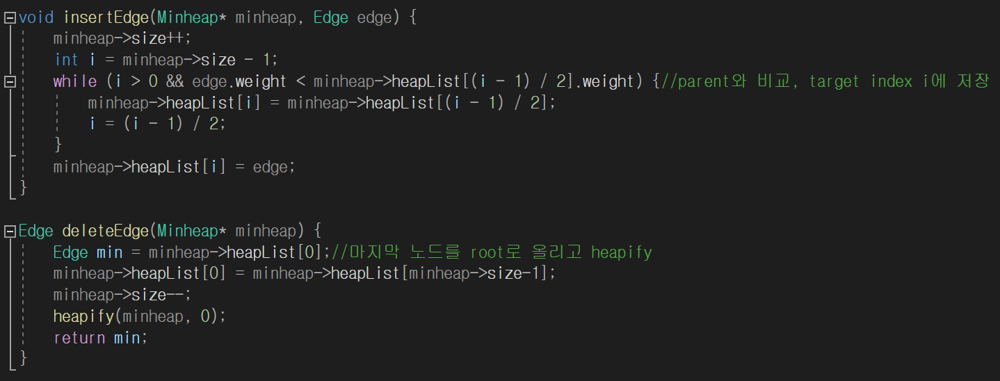 void insertEdge(Minheap* minheap, Edge edge) {
minheap->size++;
int i = minheap->size - 1;
while (i > 0 && edge.weight < minheap->heapList[(i - 1) / 2].weight) {//parent와 비교, target index i에 저장
minheap->heapList[i] = minheap->heapList[(i - 1) / 2];
i = (i - 1) / 2;
}
minheap->heapList[i] = edge;
}
Edge deleteEdge(Minheap* minheap) {
Edge min = minheap->heapList[0];//마지막 노드를 root로 올리고 heapify
minheap->heapList[0] = minheap->heapList[minheap->size-1];
minheap->size--;
heapify(minheap, 0);
return min;
}